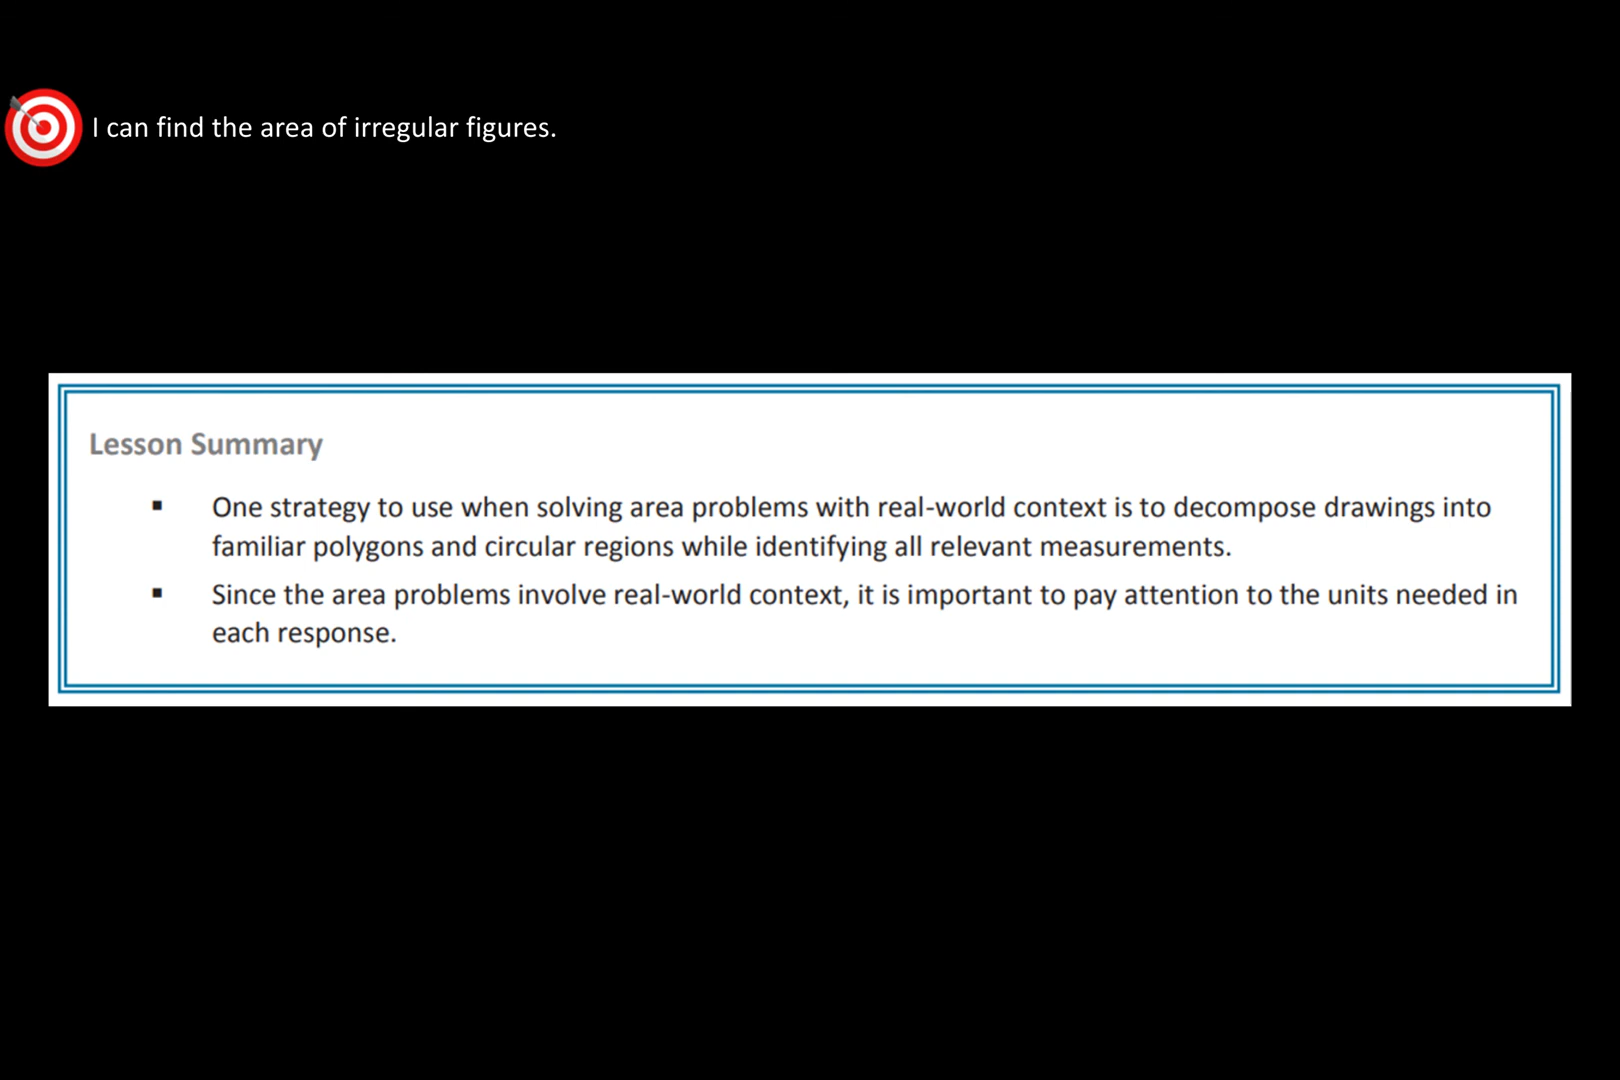 I can find the area of irregular figures.
Lesson Summary
▪ One strategy to use when solving area problems with real-world context is to decompose drawings into
familiar polygons and circular regions while identifying all relevant measurements.
▪ Since the area problems involve real-world context, it is important to pay attention to the units needed in
each response.